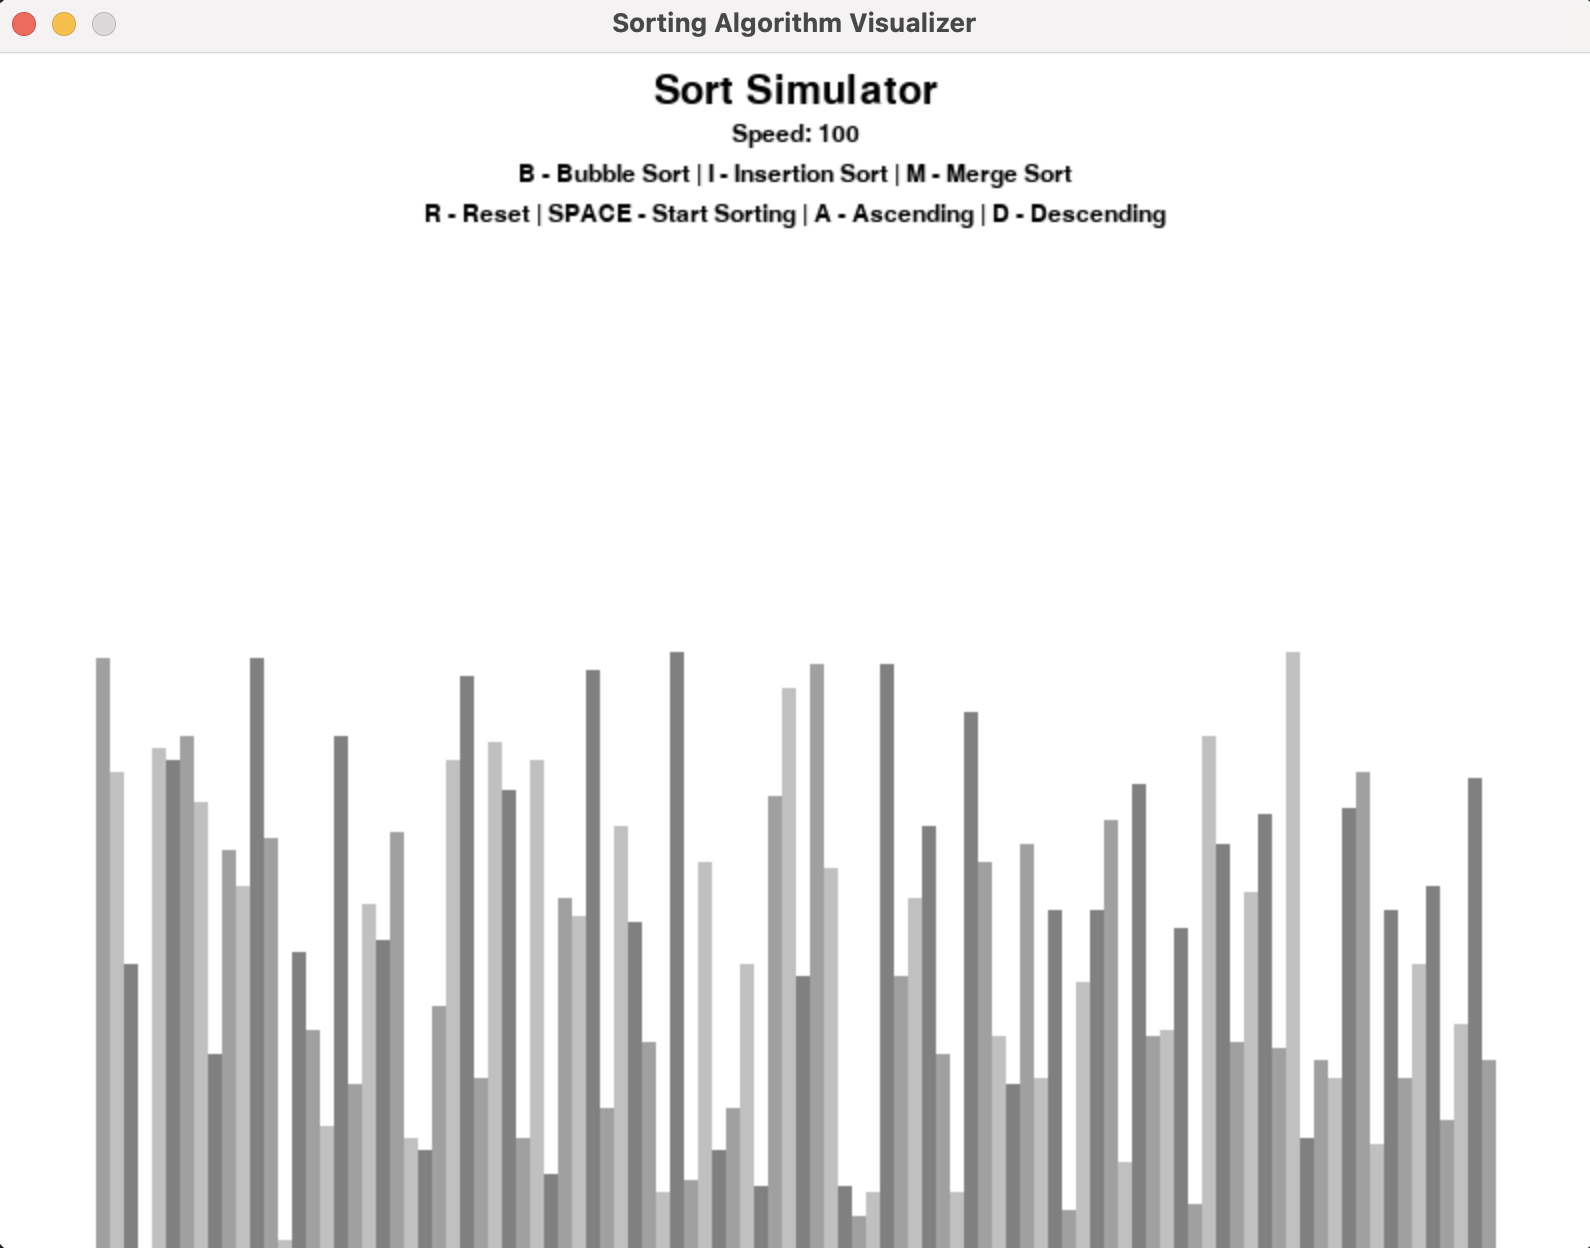 Sorting Algorithm Visualizer
Sort Simulator
Speed: 100
B - Bubble Sort | I - Insertion Sort | M - Merge Sort
R - Reset | SPACE - Start Sorting | A - Ascending | D - Descending